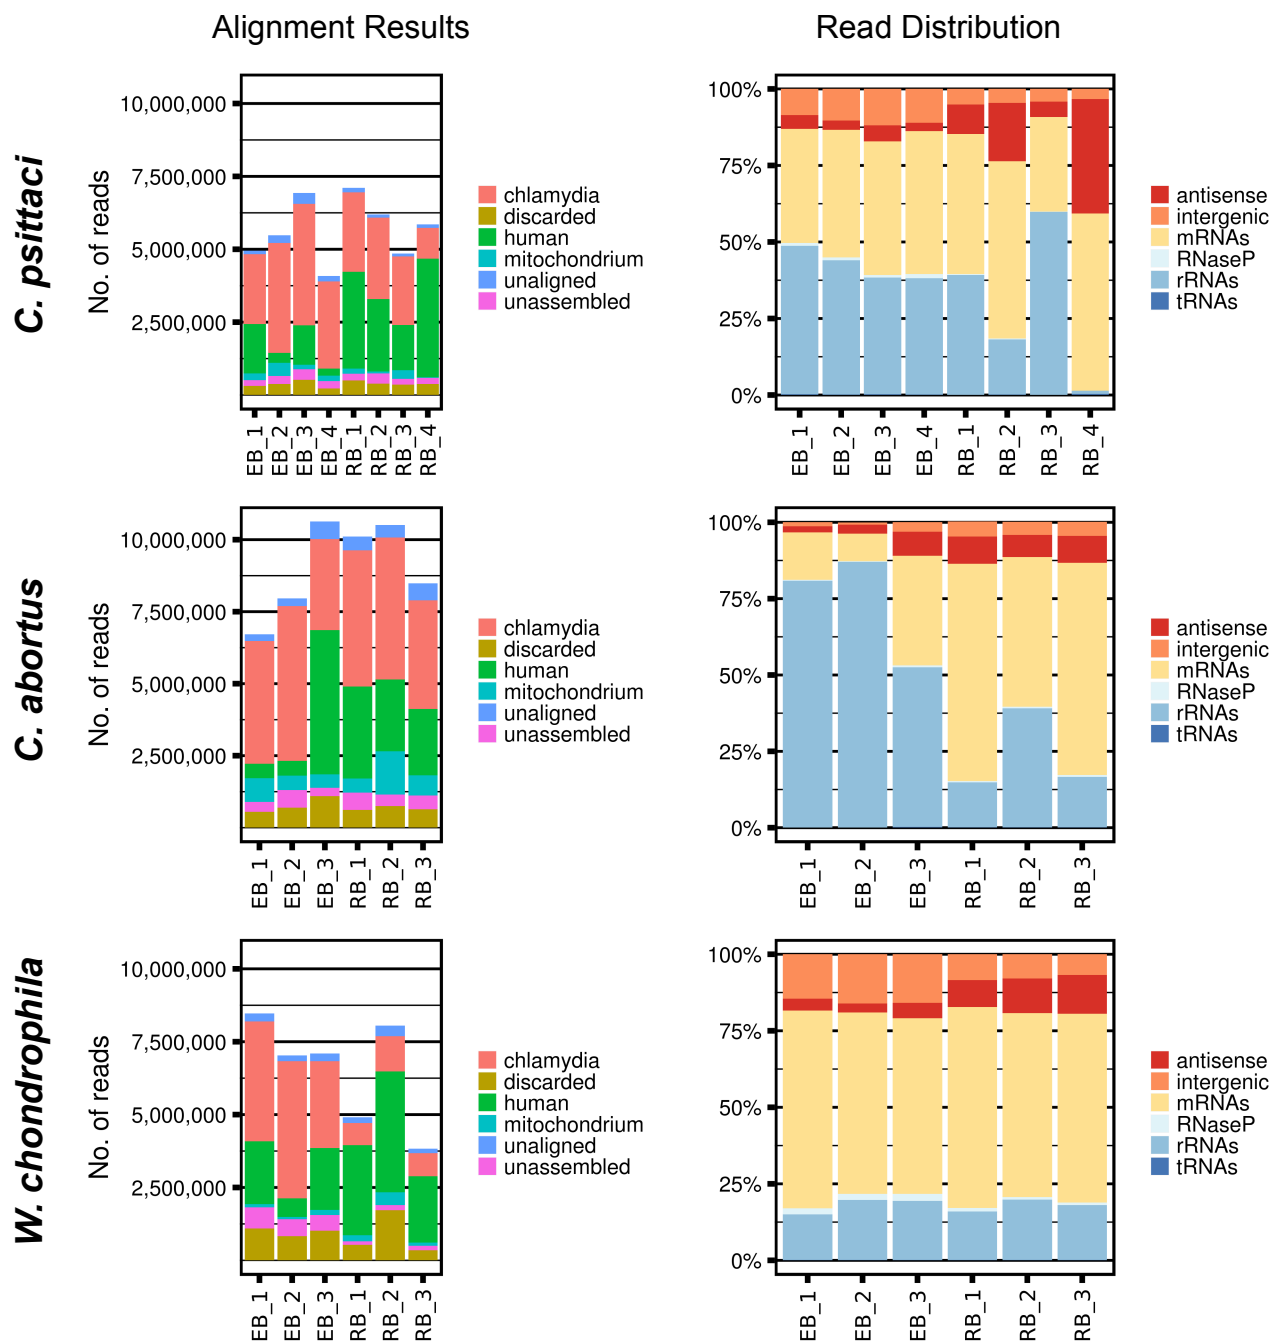 Alignment Results
Read Distribution
C. psittaci
No. of reads
10,000,000
7,500,000
5,000,000
2,500,000
EB_1
EB_2
EB_3
EB_4
RB_1
RB_2
RB_3
RB_4
chlamydia
discarded
human
mitochondrium
unaligned
unassembled
100%
75%
50%
25%
0%
EB_1
EB_2
EB_3
EB_4
RB_1
RB_2
RB_3
RB_4
antisense
intergenic
mRNAs
RNaseP
rRNAs
tRNAs
C. abortus
No. of reads
10,000,000
7,500,000
5,000,000
2,500,000
EB_1
EB_2
EB_3
RB_1
RB_2
RB_3
chlamydia
discarded
human
mitochondrium
unaligned
unassembled
100%
75%
50%
25%
0%
EB_1
EB_2
EB_3
RB_1
RB_2
RB_3
antisense
intergenic
mRNAs
RNaseP
rRNAs
tRNAs
W. chondrophila
No. of reads
10,000,000
7,500,000
5,000,000
2,500,000
EB_1
EB_2
EB_3
RB_1
RB_2
RB_3
chlamydia
discarded
human
mitochondrium
unaligned
unassembled
100%
75%
50%
25%
0%
EB_1
EB_2
EB_3
RB_1
RB_2
RB_3
antisense
intergenic
mRNAs
RNaseP
rRNAs
tRNAs